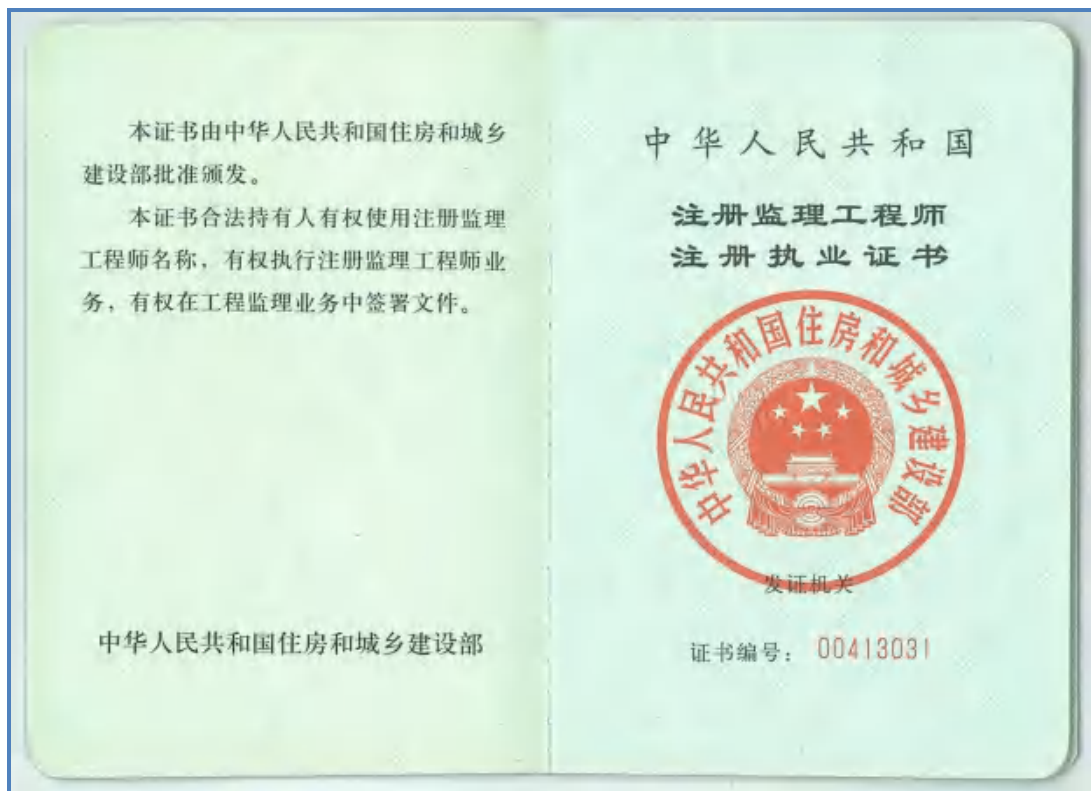 本证书由中华人民共和国住房和城乡
建设部批准颁发。
本证书合法持有人有权使用注册监理
工程师名称，有权执行注册监理工程师业
务，有权在工程监理业务中签署文件。
中华人民共和国住房和城乡建设部
中华人民共和国
注册监理工程师
注册执业证书
中华人民共和国住房和城乡建设部
发证机关
证书编号：00413031